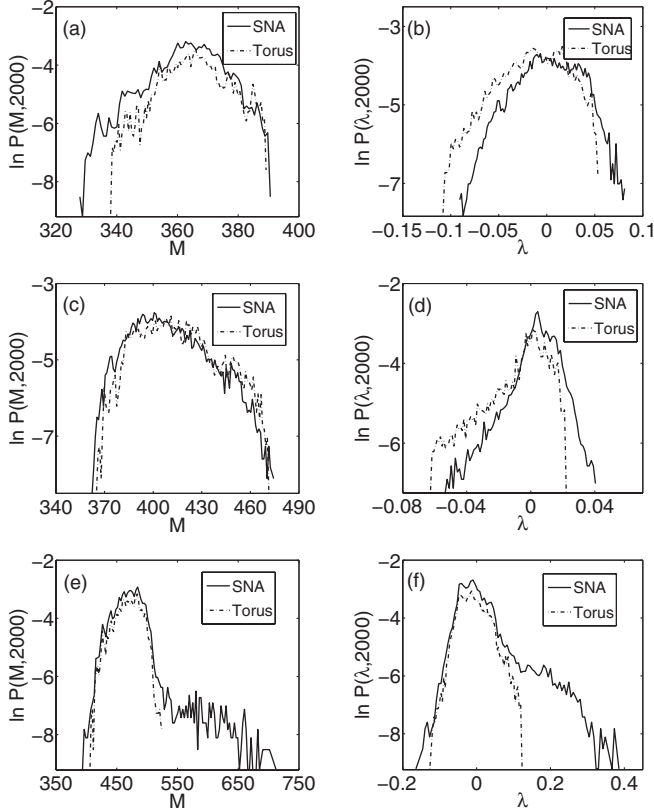 (a)
SNA
Torus
ln P(M,2000)
−4
−6
−8
320
340
360
380
400
M
(b)
SNA
Torus
ln P(λ,2000)
−3
−5
−7
−0.15
−0.1
−0.05
0
0.05
0.1
λ
(c)
SNA
Torus
ln P(M,2000)
−3
−5
−7
340
370
400
430
460
490
M
(d)
SNA
Torus
ln P(λ,2000)
−2
−4
−6
−0.08
−0.04
0
0.04
λ
(e)
SNA
Torus
ln P(M,2000)
−2
−4
−6
−8
350
450
550
650
750
M
(f)
SNA
Torus
ln P(λ,2000)
−2
−4
−6
−8
−0.2
0
0.2
0.4
λ